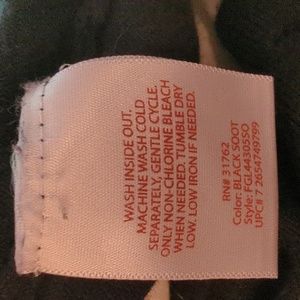 WASH INSIDE OUT.
MACHINE WASH COLD
SEPARATELY, GENTLE CYCLE.
ONLY NON-CHLORINE BLEACH
WHEN NEEDED. TUMBLE DRY
LOW. LOW IRON IF NEEDED.
RN# 31762
Color: BLACK SOOT
Style: FGL4430SSO
UPC# 7 2654749799